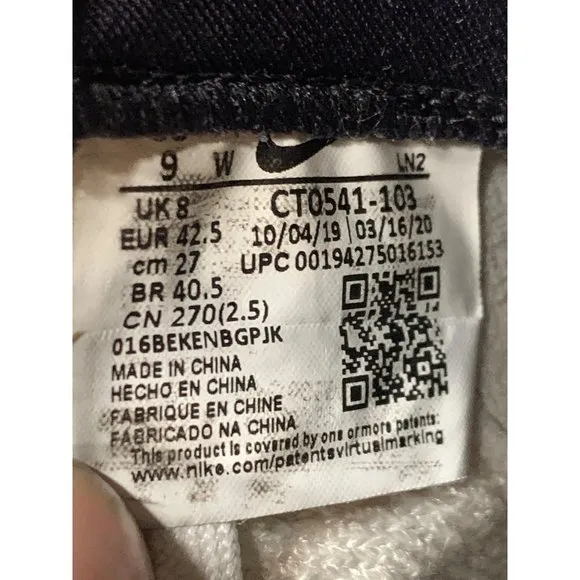 9 W LN2
UK 8 CT0541-103
EUR 42.5 10/04/19 | 03/16/20
cm 27 UPC 00194275016153
BR 40.5
CN 270(2.5)
016BEKENBGPJK
MADE IN CHINA
HECHO EN CHINA
FABRIQUE EN CHINE
FABRICADO NA CHINA
This product is covered by one or more patents:
www.nike.com/patentsvirtualmarking